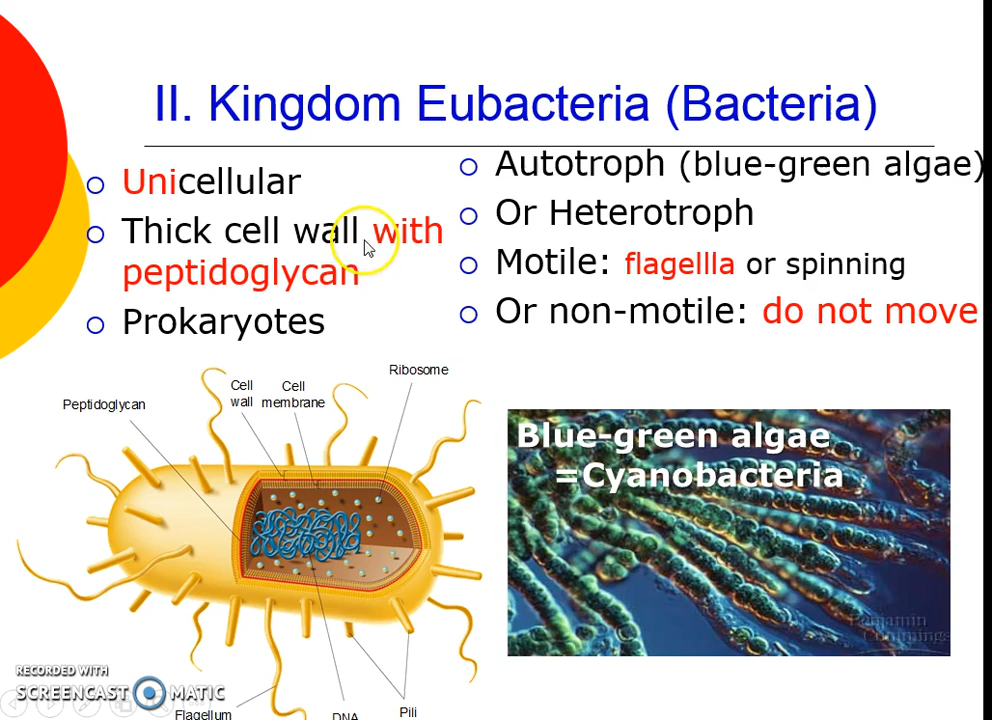 II. Kingdom Eubacteria (Bacteria)
Unicellular
Thick cell wall with
peptidoglycan
Prokaryotes
Autotroph (blue-green algae)
Or Heterotroph
Motile: flagellla or spinning
Or non-motile: do not move
Peptidoglycan
Cell
wall
Cell
membrane
Ribosome
Flagellum
DNA
Pili
Blue-green algae
=Cyanobacteria
Benjamin
Cummings
RECORDED WITH
SCREENCAST MATIC